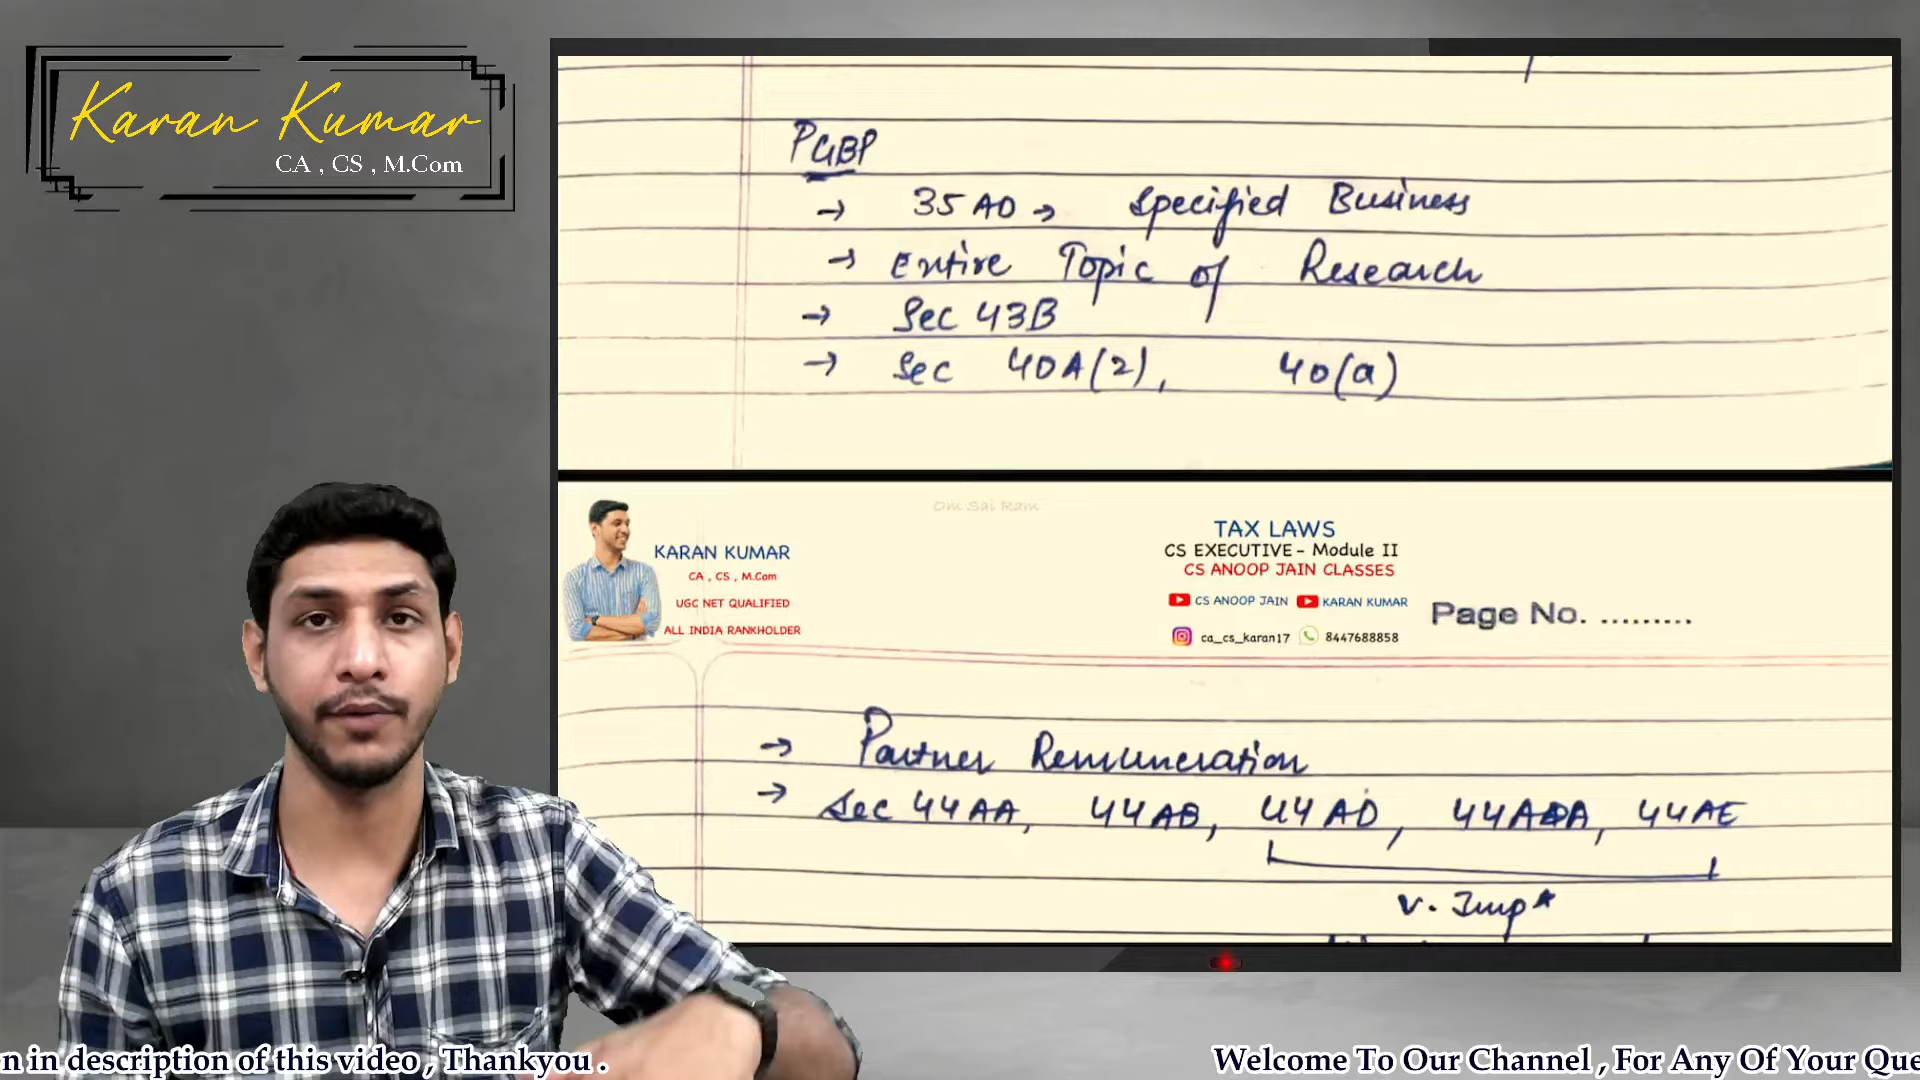 Karan Kumar
CA , CS , M.Com
PGBP
→ 35AD → Specified Business
→ Entire Topic of Research
→ Sec 43B
→ Sec 40A(2), 40(a)
Om Sai Ram
KARAN KUMAR
CA , CS , M.Com
UGC NET QUALIFIED
ALL INDIA RANKHOLDER
TAX LAWS
CS EXECUTIVE - Module II
CS ANOOP JAIN CLASSES
CS ANOOP JAIN KARAN KUMAR
ca_cs_karan17 8447688858
Page No. .........
→ Partner Remuneration
→ Sec 44AA, 44AB, 44AD, 44ADA, 44AE
V. Imp*
n in description of this video , Thankyou .
Welcome To Our Channel , For Any Of Your Que